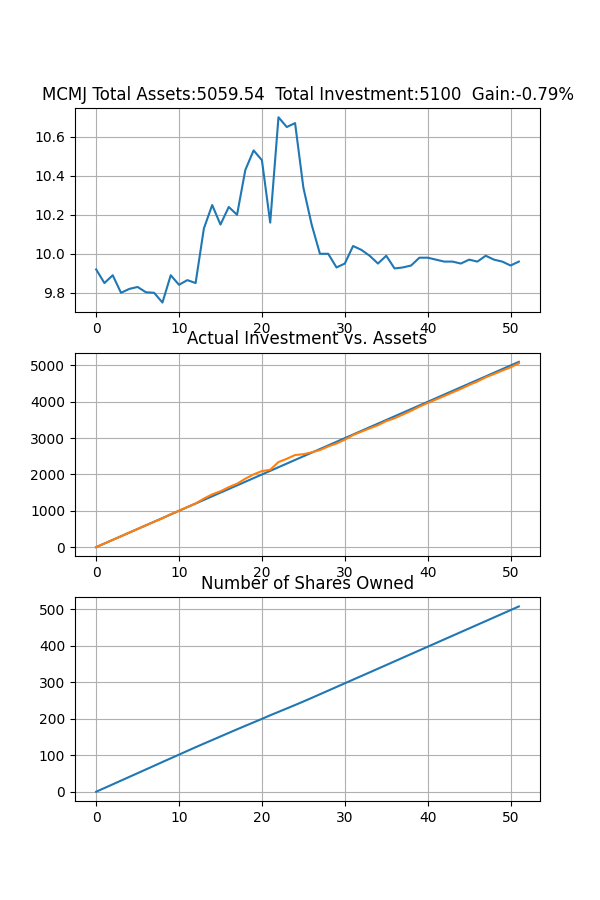 MCMJ Total Assets:5059.54  Total Investment:5100  Gain:-0.79%
10.6
10.4
10.2
10.0
9.8
0 10 20 30 40 50
Actual Investment vs. Assets
5000
4000
3000
2000
1000
0
0 10 20 30 40 50
Number of Shares Owned
500
400
300
200
100
0
0 10 20 30 40 50